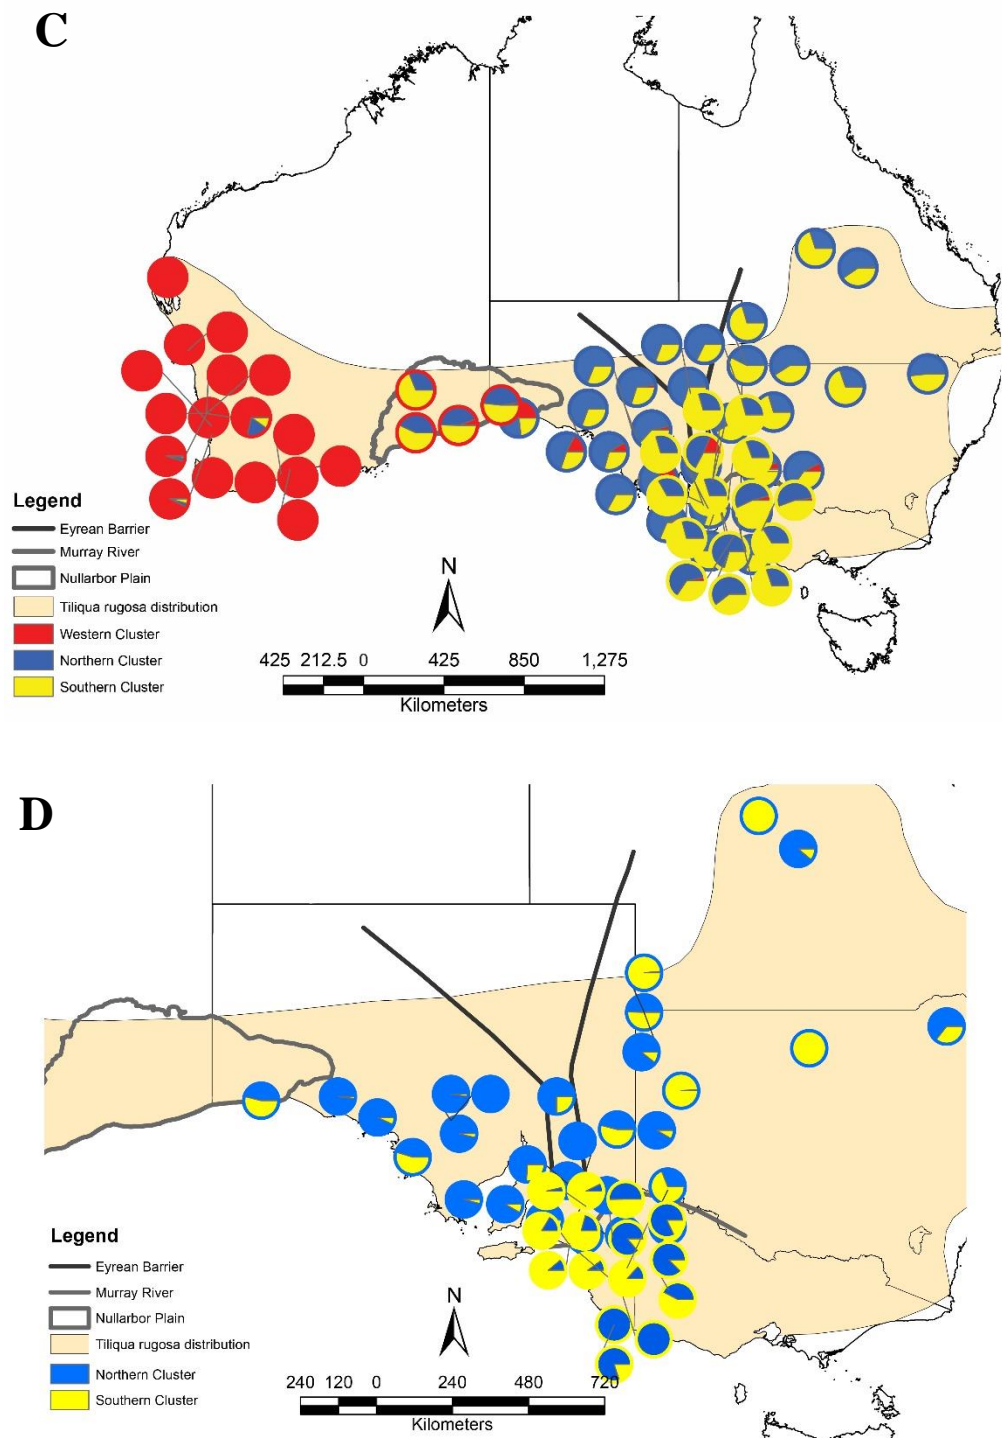 C
Legend
Eyrean Barrier
Murray River
Nullarbor Plain
Tiliqua rugosa distribution
Western Cluster
Northern Cluster
Southern Cluster
N
425 212.5 0 425 850 1,275
Kilometers
D
Legend
Eyrean Barrier
Murray River
Nullarbor Plain
Tiliqua rugosa distribution
Northern Cluster
Southern Cluster
N
240 120 0 240 480 720
Kilometers